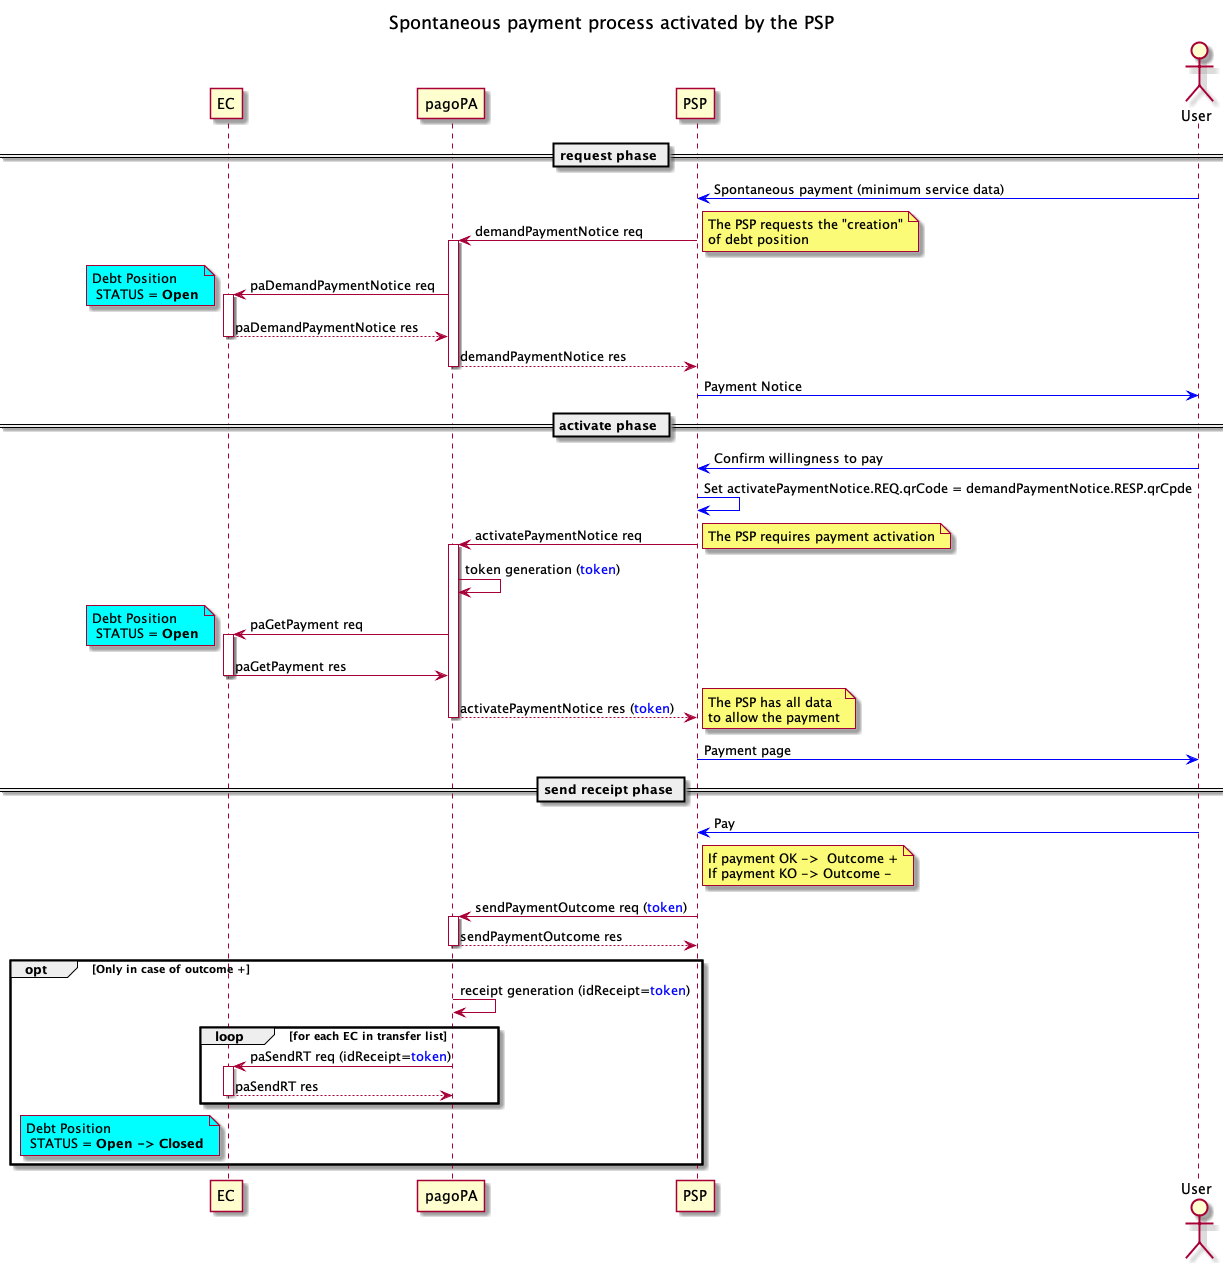 Spontaneous payment process activated by the PSP
EC
pagoPA
PSP
User
request phase
Spontaneous payment (minimum service data)
The PSP requests the "creation"
of debt position
demandPaymentNotice req
Debt Position
STATUS = Open
paDemandPaymentNotice req
paDemandPaymentNotice res
demandPaymentNotice res
Payment Notice
activate phase
Confirm willingness to pay
Set activatePaymentNotice.REQ.qrCode = demandPaymentNotice.RESP.qrCpde
activatePaymentNotice req
The PSP requires payment activation
token generation (token)
Debt Position
STATUS = Open
paGetPayment req
paGetPayment res
activatePaymentNotice res (token)
The PSP has all data
to allow the payment
Payment page
send receipt phase
Pay
If payment OK -> Outcome +
If payment KO -> Outcome -
sendPaymentOutcome req (token)
sendPaymentOutcome res
opt [Only in case of outcome +]
receipt generation (idReceipt=token)
loop [for each EC in transfer list]
paSendRT req (idReceipt=token)
paSendRT res
Debt Position
STATUS = Open -> Closed
EC
pagoPA
PSP
User